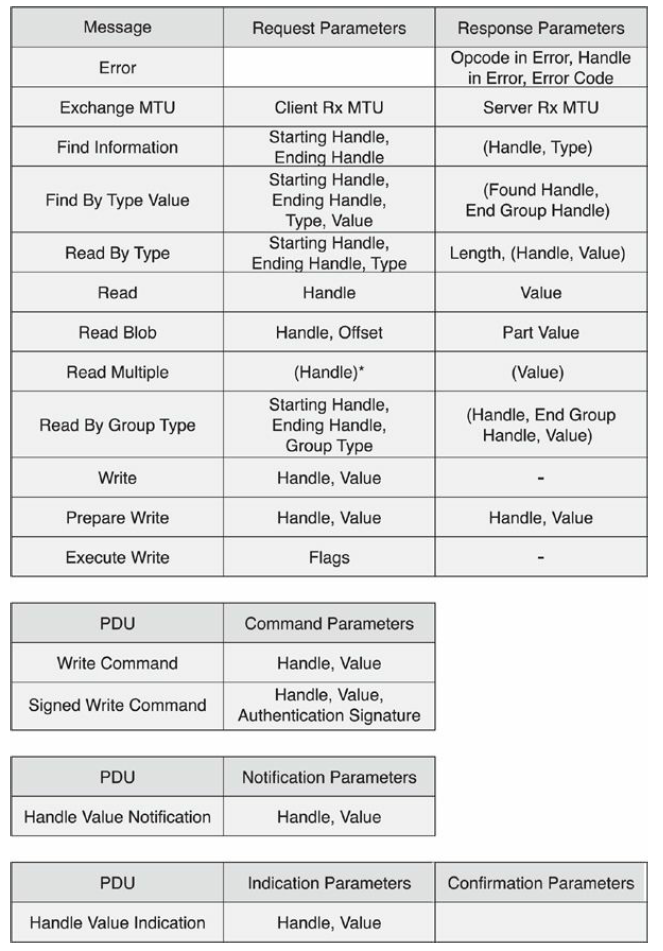 Message Request Parameters Response Parameters
Error Opcode in Error, Handle
in Error, Error Code
Exchange MTU Client Rx MTU Server Rx MTU
Find Information Starting Handle,
Ending Handle (Handle, Type)
Find By Type Value Starting Handle,
Ending Handle,
Type, Value (Found Handle,
End Group Handle)
Read By Type Starting Handle,
Ending Handle, Type Length, (Handle, Value)
Read Handle Value
Read Blob Handle, Offset Part Value
Read Multiple (Handle)* (Value)
Read By Group Type Starting Handle,
Ending Handle,
Group Type (Handle, End Group
Handle, Value)
Write Handle, Value -
Prepare Write Handle, Value Handle, Value
Execute Write Flags -
PDU Command Parameters
Write Command Handle, Value
Signed Write Command Handle, Value,
Authentication Signature
PDU Notification Parameters
Handle Value Notification Handle, Value
PDU Indication Parameters Confirmation Parameters
Handle Value Indication Handle, Value